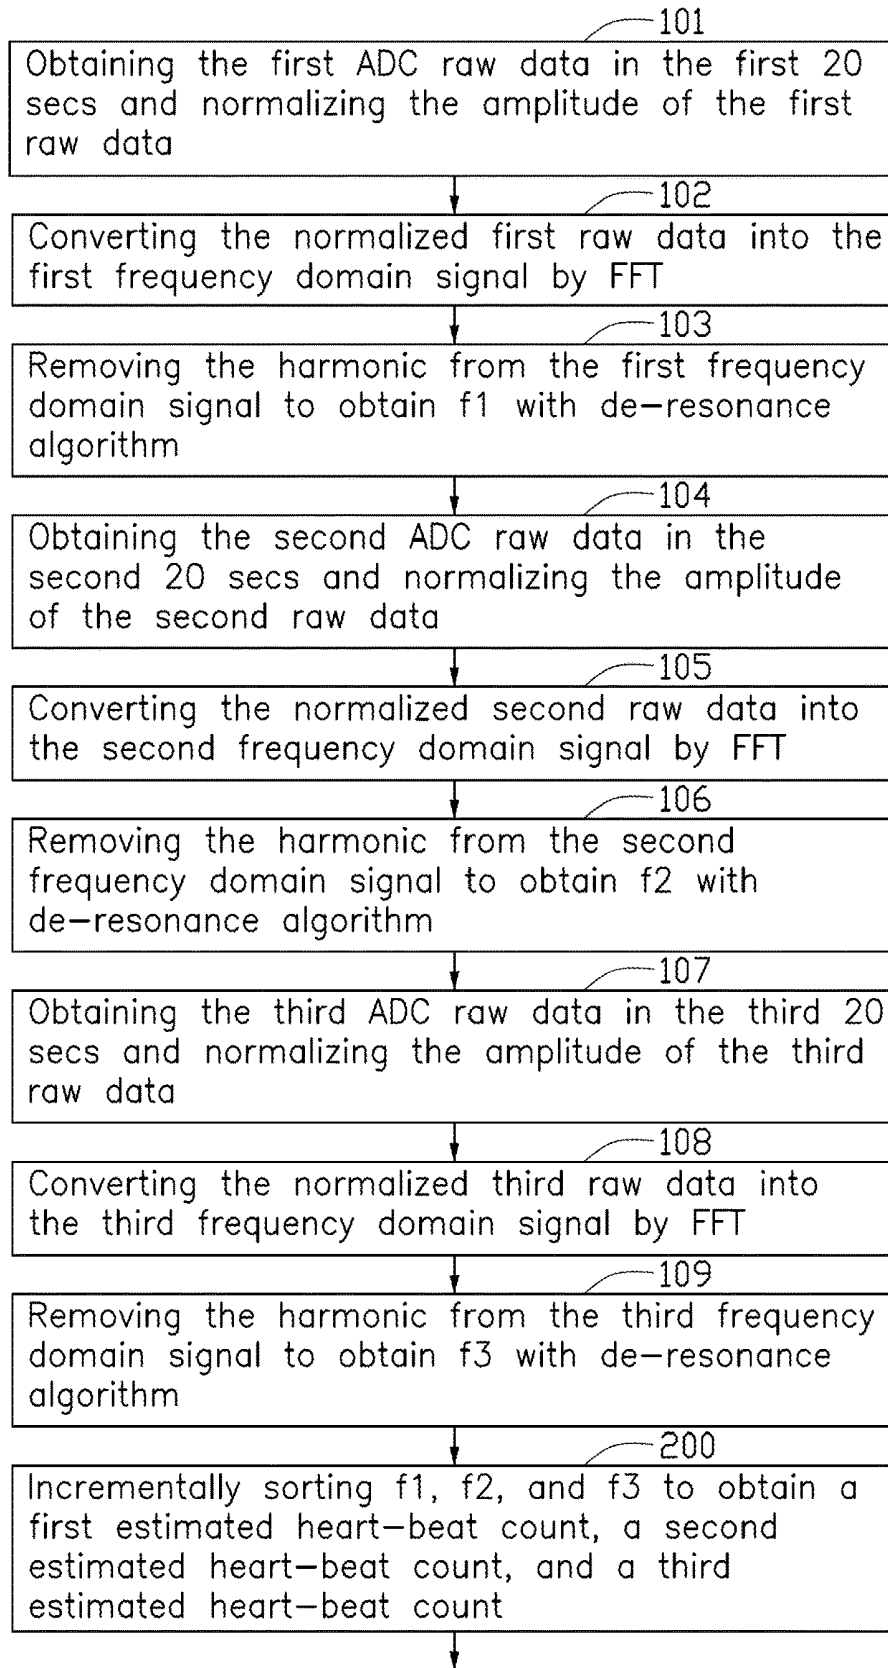 101
Obtaining the first ADC raw data in the first 20
secs and normalizing the amplitude of the first
raw data
102
Converting the normalized first raw data into the
first frequency domain signal by FFT
103
Removing the harmonic from the first frequency
domain signal to obtain f1 with de-resonance
algorithm
104
Obtaining the second ADC raw data in the
second 20 secs and normalizing the amplitude
of the second raw data
105
Converting the normalized second raw data into
the second frequency domain signal by FFT
106
Removing the harmonic from the second
frequency domain signal to obtain f2 with
de-resonance algorithm
107
Obtaining the third ADC raw data in the third 20
secs and normalizing the amplitude of the third
raw data
108
Converting the normalized third raw data into
the third frequency domain signal by FFT
109
Removing the harmonic from the third frequency
domain signal to obtain f3 with de-resonance
algorithm
200
Incrementally sorting f1, f2, and f3 to obtain a
first estimated heart-beat count, a second
estimated heart-beat count, and a third
estimated heart-beat count